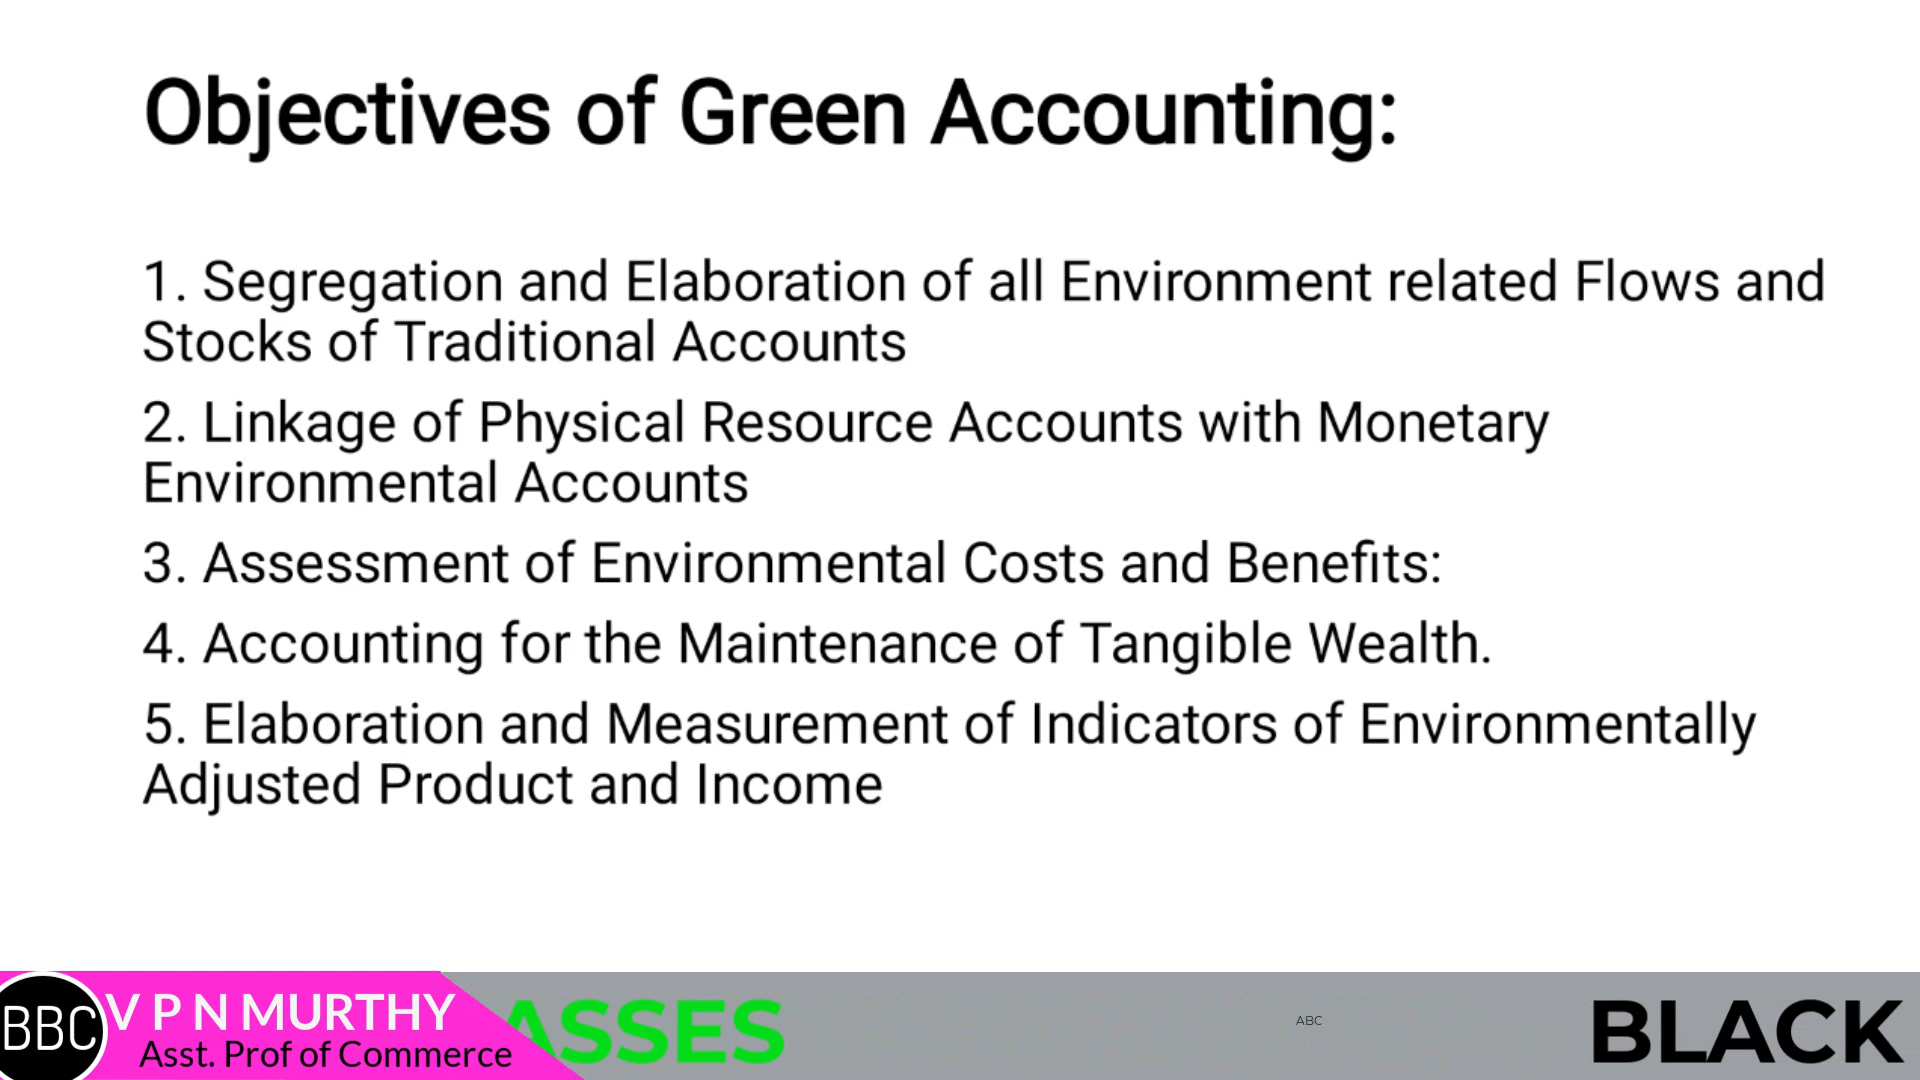 Objectives of Green Accounting:
1. Segregation and Elaboration of all Environment related Flows and
Stocks of Traditional Accounts
2. Linkage of Physical Resource Accounts with Monetary
Environmental Accounts
3. Assessment of Environmental Costs and Benefits:
4. Accounting for the Maintenance of Tangible Wealth.
5. Elaboration and Measurement of Indicators of Environmentally
Adjusted Product and Income
BBC
V P N MURTHY
Asst. Prof of Commerce
ASSES
ABC
BLACK